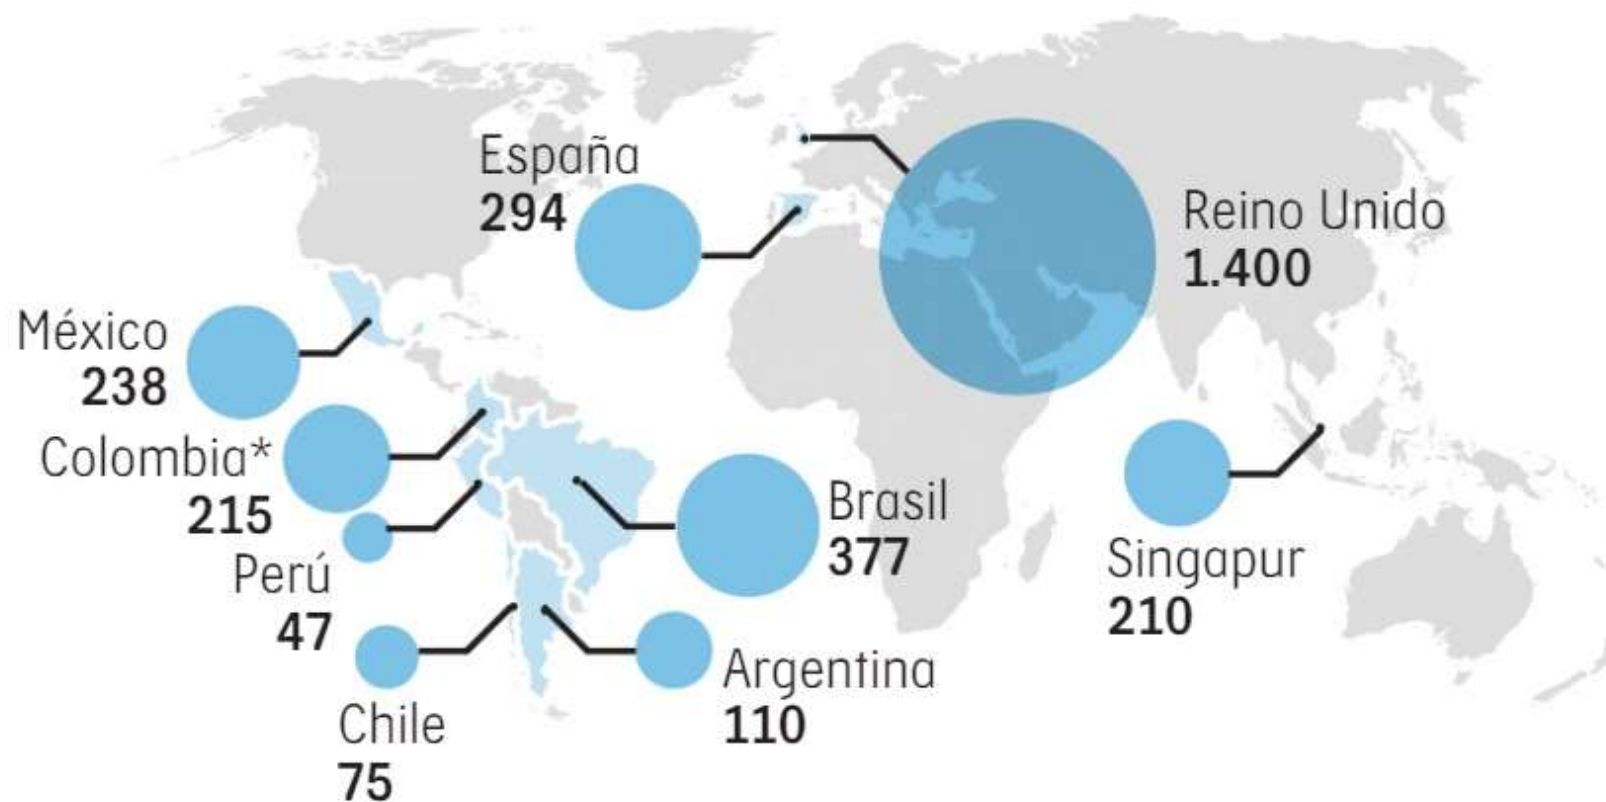 España
294
Reino Unido
1.400
México
238
Colombia*
215
Perú
47
Chile
75
Brasil
377
Argentina
110
Singapur
210